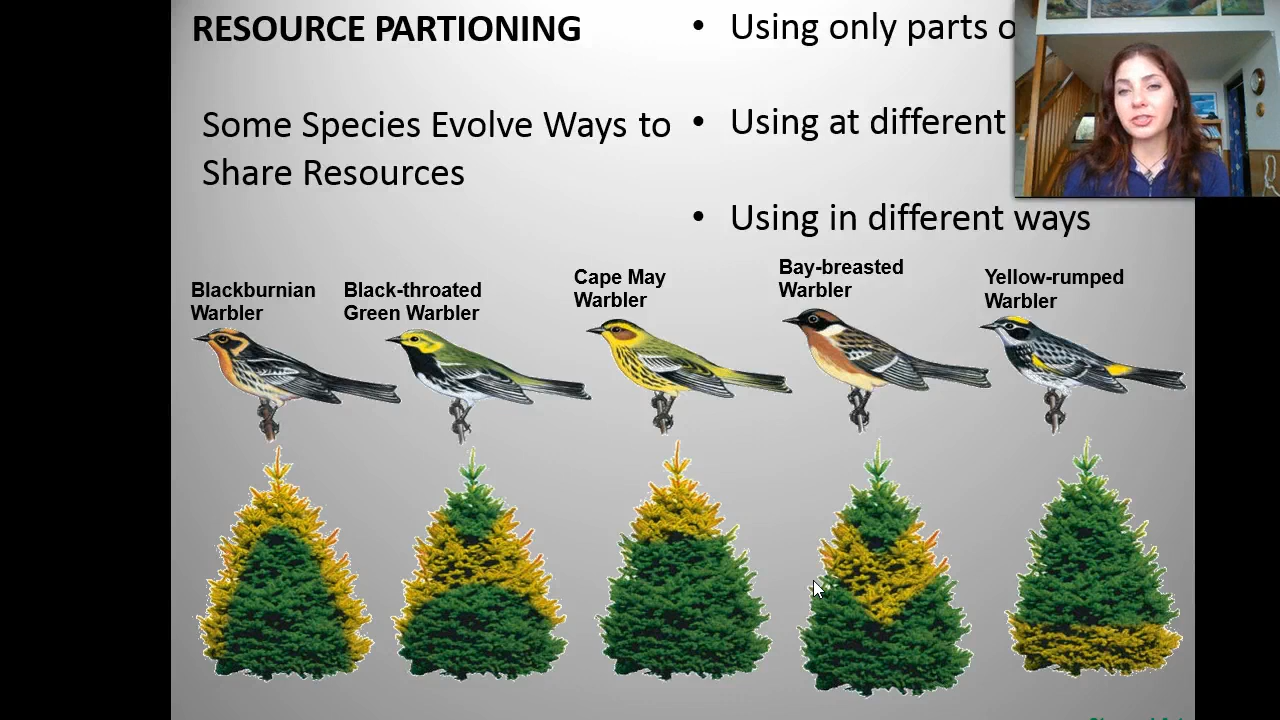 RESOURCE PARTIONING
Some Species Evolve Ways to
Share Resources
• Using only parts
• Using at different
• Using in different ways
Blackburnian
Warbler
Black-throated
Green Warbler
Cape May
Warbler
Bay-breasted
Warbler
Yellow-rumped
Warbler